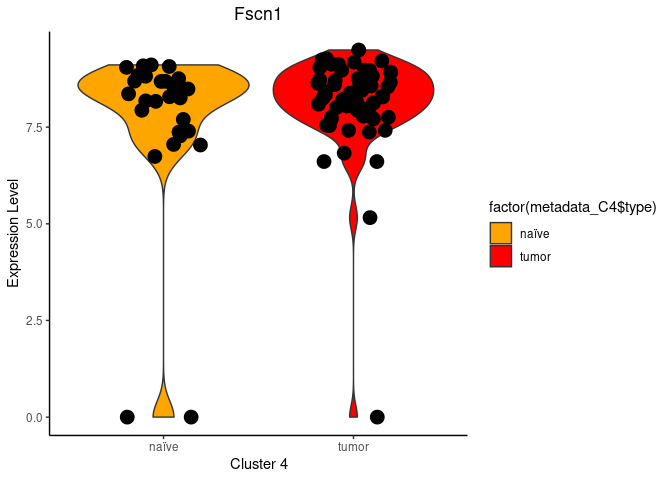 Fscn1
Expression Level
7.5
5.0
2.5
0.0
naïve
tumor
Cluster 4
factor(metadata_C4$type)
naïve
tumor